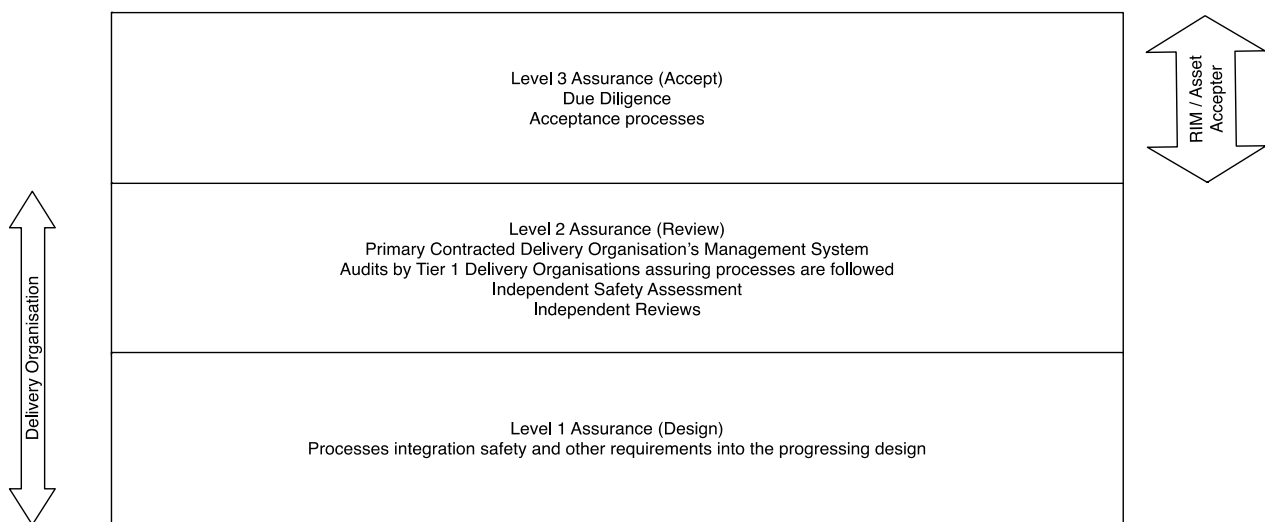 Level 3 Assurance (Accept)
Due Diligence
Acceptance processes
RIM / Asset
Accepter
Level 2 Assurance (Review)
Primary Contracted Delivery Organisation’s Management System
Audits by Tier 1 Delivery Organisations assuring processes are followed
Independent Safety Assessment
Independent Reviews
Delivery Organisation
Level 1 Assurance (Design)
Processes integration safety and other requirements into the progressing design